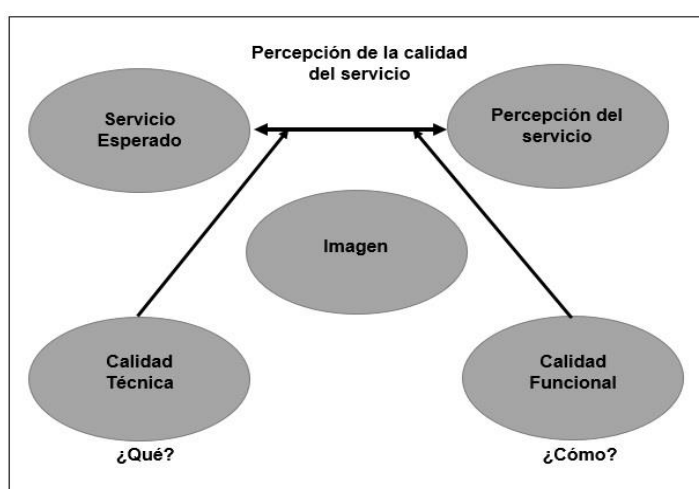 Percepción de la calidad
del servicio
Servicio
Esperado
Percepción del
servicio
Imagen
Calidad
Técnica
Calidad
Funcional
¿Qué?
¿Cómo?